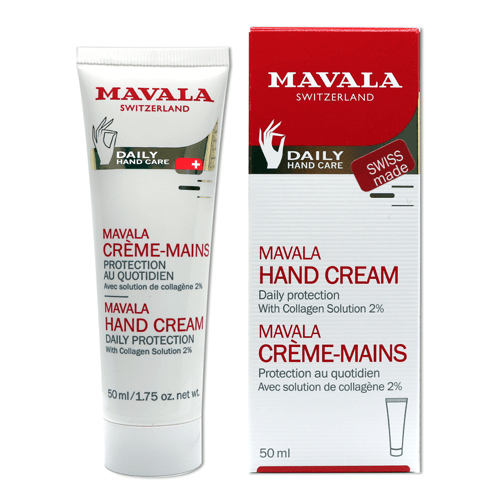 MAVALA
SWITZERLAND
DAILY
HAND CARE
MAVALA
CRÈME-MAINS
PROTECTION
AU QUOTIDIEN
Avec solution de collagène 2%
MAVALA
HAND CREAM
DAILY PROTECTION
With Collagen Solution 2%
50 ml/1.75 oz. net wt.
MAVALA
SWITZERLAND
DAILY
HAND CARE
SWISS
made
MAVALA
HAND CREAM
Daily protection
With Collagen Solution 2%
MAVALA
CRÈME-MAINS
Protection au quotidien
Avec solution de collagène 2%
50 ml